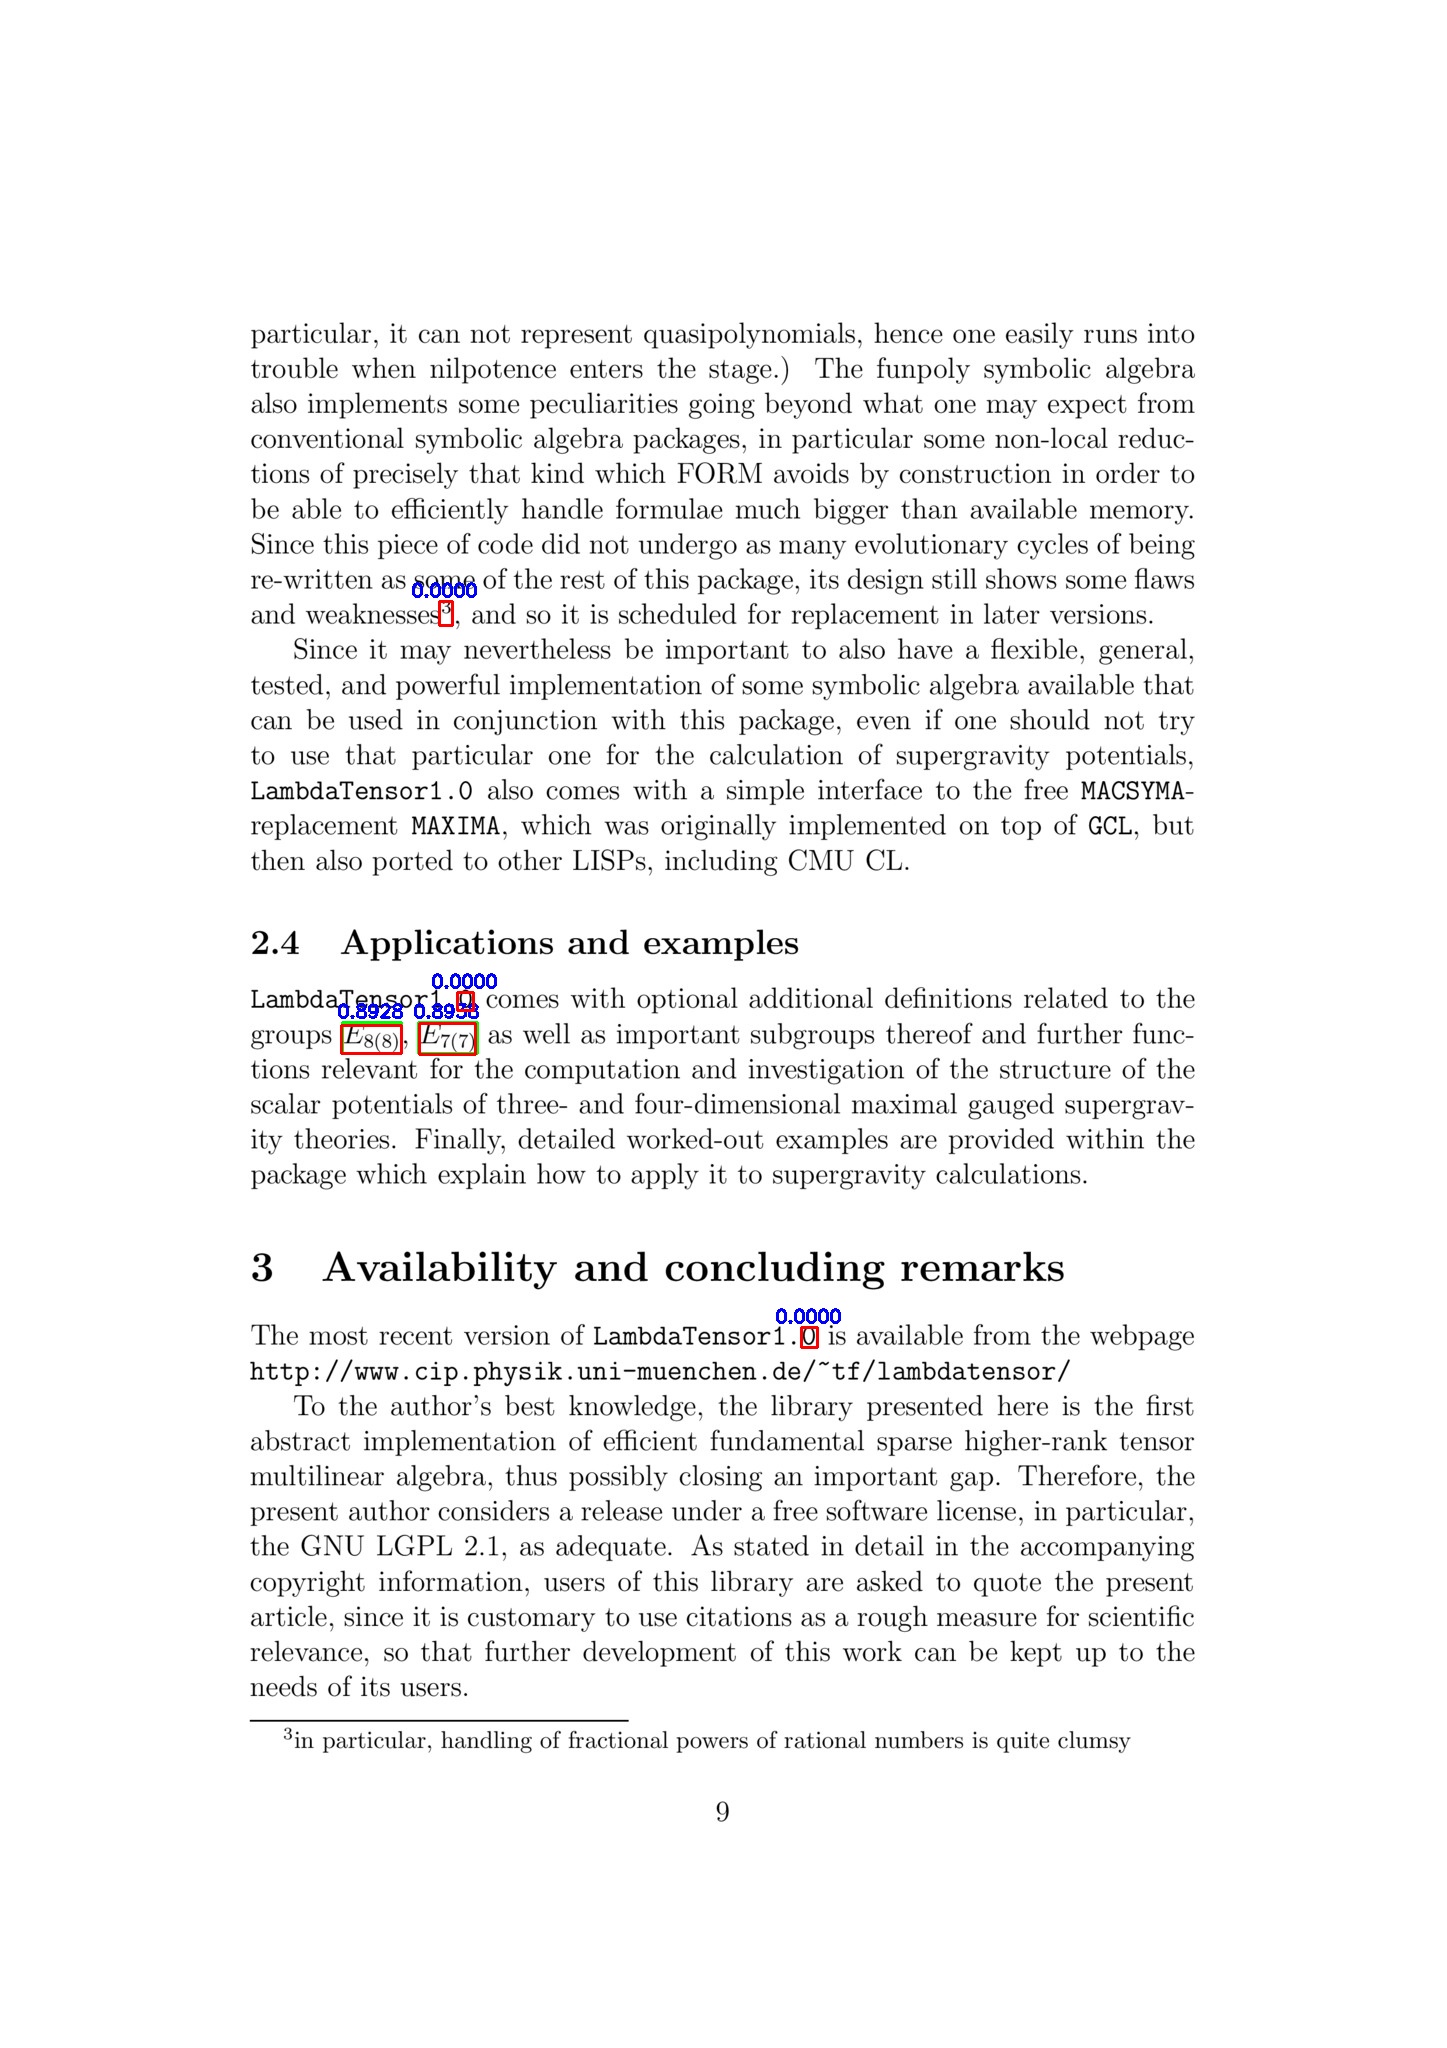 particular, it can not represent quasipolynomials, hence one easily runs into
trouble when nilpotence enters the stage.) The funpoly symbolic algebra
also implements some peculiarities going beyond what one may expect from
conventional symbolic algebra packages, in particular some non-local reduc-
tions of precisely that kind which FORM avoids by construction in order to
be able to efficiently handle formulae much bigger than available memory.
Since this piece of code did not undergo as many evolutionary cycles of being
re-written as some of the rest of this package, its design still shows some flaws
0.0000
and weaknesses³, and so it is scheduled for replacement in later versions.
Since it may nevertheless be important to also have a flexible, general,
tested, and powerful implementation of some symbolic algebra available that
can be used in conjunction with this package, even if one should not try
to use that particular one for the calculation of supergravity potentials,
LambdaTensor1.0 also comes with a simple interface to the free MACSYMA-
replacement MAXIMA, which was originally implemented on top of GCL, but
then also ported to other LISPs, including CMU CL.
2.4 Applications and examples
0.0000
LambdaTensor1.0 comes with optional additional definitions related to the
0.8928 0.8958
groups E8(8), E7(7) as well as important subgroups thereof and further func-
tions relevant for the computation and investigation of the structure of the
scalar potentials of three- and four-dimensional maximal gauged supergrav-
ity theories. Finally, detailed worked-out examples are provided within the
package which explain how to apply it to supergravity calculations.
3 Availability and concluding remarks
0.0000
The most recent version of LambdaTensor1.0 is available from the webpage
http://www.cip.physik.uni-muenchen.de/~tf/lambdatensor/
To the author's best knowledge, the library presented here is the first
abstract implementation of efficient fundamental sparse higher-rank tensor
multilinear algebra, thus possibly closing an important gap. Therefore, the
present author considers a release under a free software license, in particular,
the GNU LGPL 2.1, as adequate. As stated in detail in the accompanying
copyright information, users of this library are asked to quote the present
article, since it is customary to use citations as a rough measure for scientific
relevance, so that further development of this work can be kept up to the
needs of its users.
³in particular, handling of fractional powers of rational numbers is quite clumsy
9